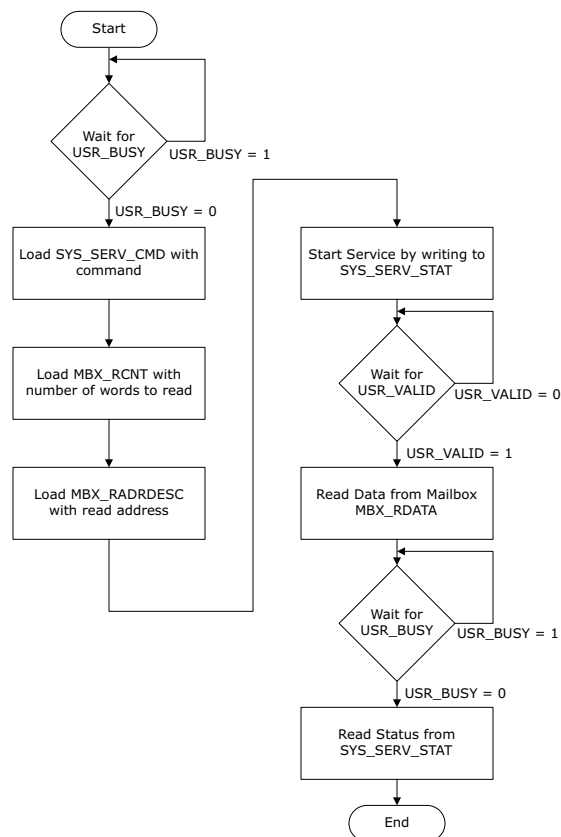 Start
Wait for
USR_BUSY
USR_BUSY = 1
USR_BUSY = 0
Load SYS_SERV_CMD with
command
Load MBX_RCNT with
number of words to read
Load MBX_RADRDESC
with read address
Start Service by writing to
SYS_SERV_STAT
Wait for
USR_VALID
USR_VALID = 0
USR_VALID = 1
Read Data from Mailbox
MBX_RDATA
Wait for
USR_BUSY
USR_BUSY = 1
USR_BUSY = 0
Read Status from
SYS_SERV_STAT
End